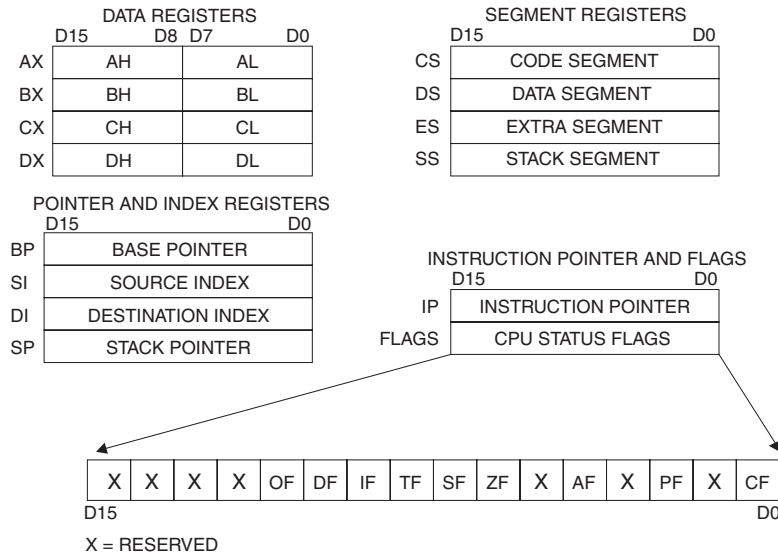 DATA REGISTERS
D15 D8 D7 D0
AX AH AL
BX BH BL
CX CH CL
DX DH DL
SEGMENT REGISTERS
D15 D0
CS CODE SEGMENT
DS DATA SEGMENT
ES EXTRA SEGMENT
SS STACK SEGMENT
POINTER AND INDEX REGISTERS
D15 D0
BP BASE POINTER
SI SOURCE INDEX
DI DESTINATION INDEX
SP STACK POINTER
INSTRUCTION POINTER AND FLAGS
D15 D0
IP INSTRUCTION POINTER
FLAGS CPU STATUS FLAGS
X X X X OF DF IF TF SF ZF X AF X PF X CF
D15 D0
X = RESERVED